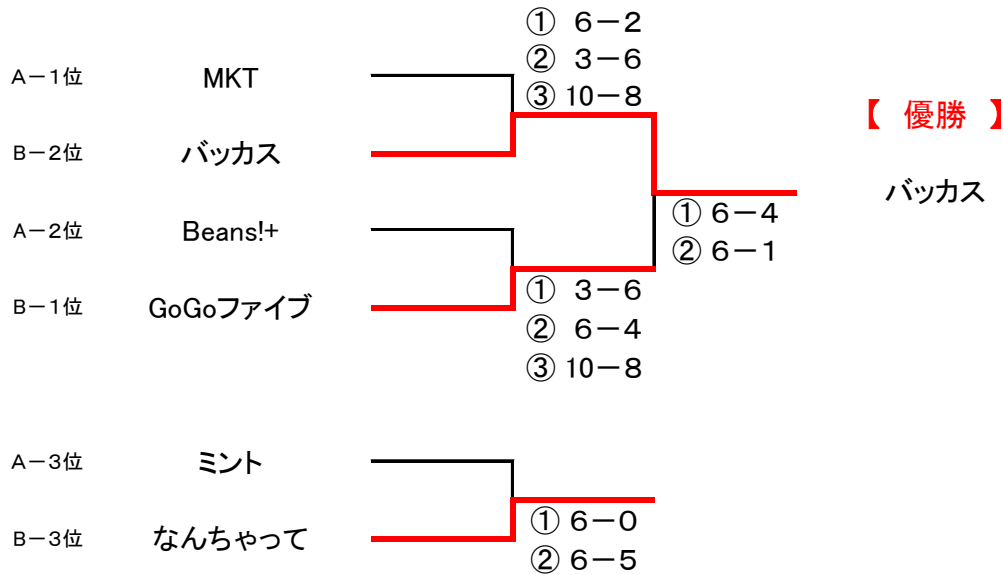 ① 6－2
② 3－6
③ 10－8
A－1位 MKT
【 優勝 】
B－2位 バッカス
バッカス
A－2位 Beans!+
① 6－4
② 6－1
B－1位 GoGoファイブ
① 3－6
② 6－4
③ 10－8
A－3位 ミント
B－3位 なんちゃって
① 6－0
② 6－5